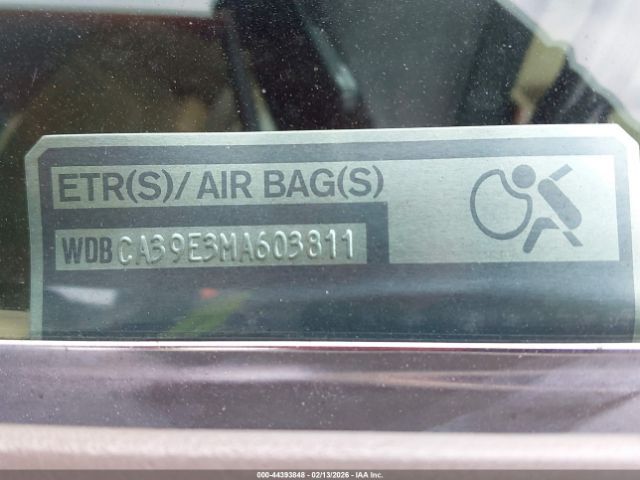 ETR(S)/ AIR BAG(S)
WDBCA39E3MA603811
000-44393848 - 02/13/2026 - © IAA Inc.